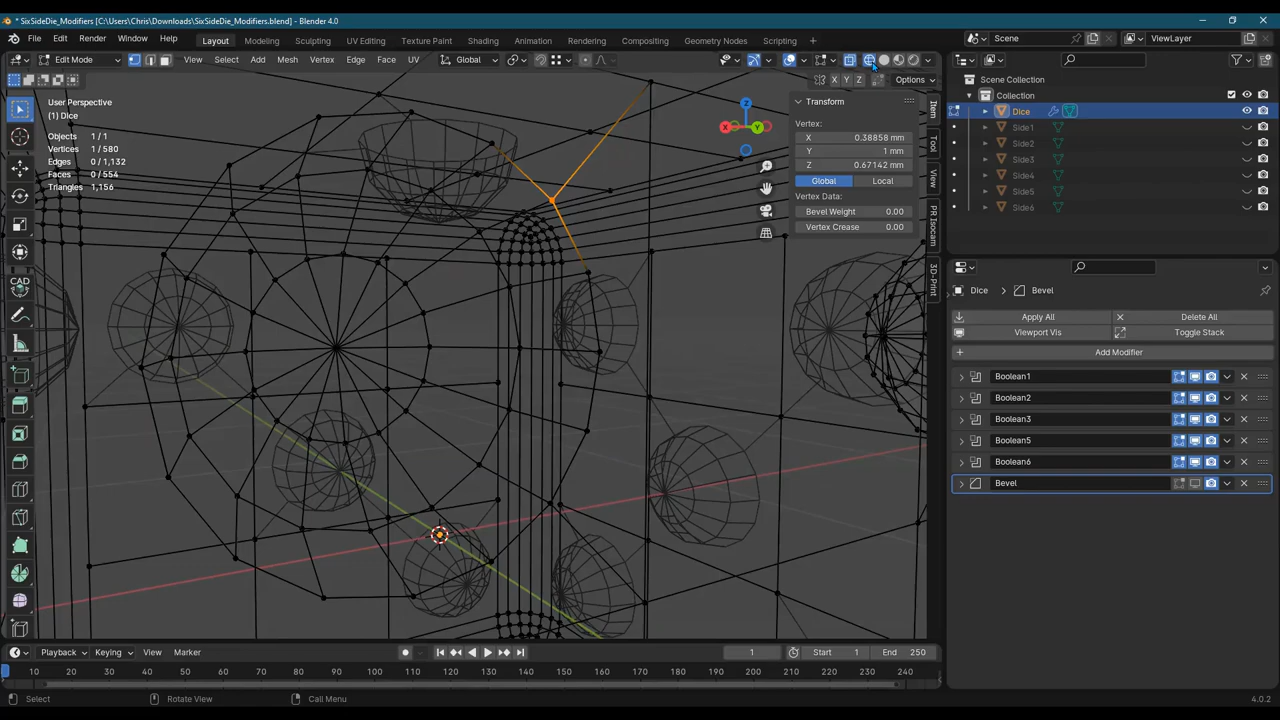 * SixSideDie_Modifiers [C:\Users\Chris\Downloads\SixSideDie_Modifiers.blend] - Blender 4.0
File Edit Render Window Help Layout Modeling Sculpting UV Editing Texture Paint Shading Animation Rendering Compositing Geometry Nodes Scripting Scene ViewLayer
Edit Mode View Select Add Mesh Vertex Edge Face UV Global
X Y Z Options
User Perspective
(1) Dice
Objects 1/1
Vertices 1/580
Edges 0/1,132
Faces 0/554
Triangles 1,156
CAD
Z
X Y
Transform
Vertex:
X 0.38858 mm
Y 1 mm
Z 0.67142 mm
Global Local
Vertex Data:
Bevel Weight 0.00
Vertex Crease 0.00
Item
Tool
View
PR Isocam
3D-Print
Scene Collection
Collection
Dice
Side1
Side2
Side3
Side4
Side5
Side6
Dice Bevel
Apply All Delete All
Viewport Vis Toggle Stack
Add Modifier
Boolean1
Boolean2
Boolean3
Boolean5
Boolean6
Bevel
Playback Keying View Marker 1 Start 1 End 250
10 20 30 40 50 60 70 80 90 100 110 120 130 140 150 160 170 180 190 200 210 220 230 240
Select Rotate View Call Menu 4.0.2